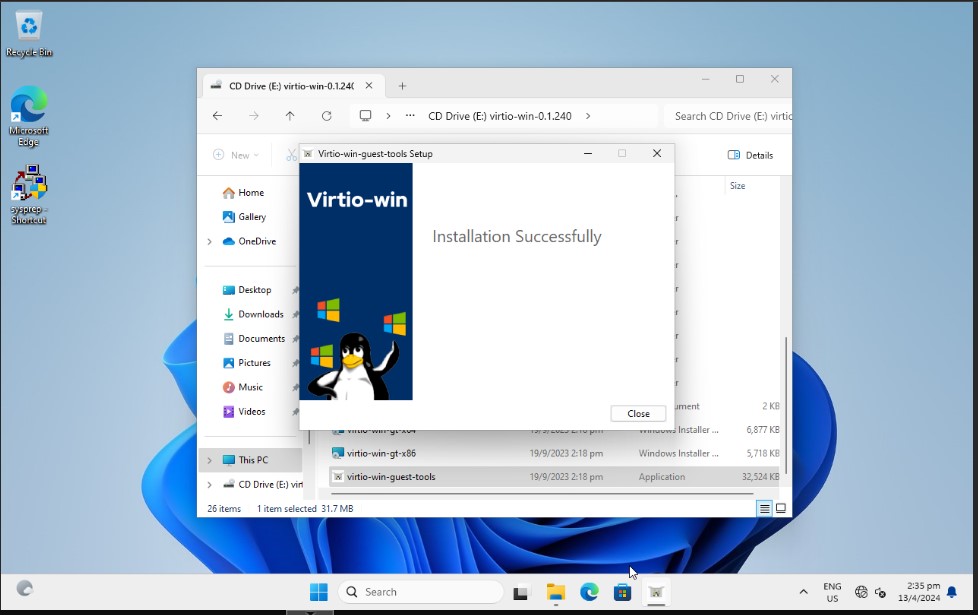 Recycle Bin
Microsoft
Edge
sysprep -
Shortcut
CD Drive (E:) virtio-win-0.1.24(
CD Drive (E:) virtio-win-0.1.240
Search CD Drive (E:) virtio
New
Details
Virtio-win-guest-tools Setup
Virtio-win
Installation Successfully
Close
Home
Gallery
OneDrive
Desktop
Downloads
Documents
Pictures
Music
Videos
This PC
CD Drive (E:) virt
Size
ument 2 KB
virtio-win-gt-x64 19/9/2023 2:18 pm Windows Installer ... 6,877 KB
virtio-win-gt-x86 19/9/2023 2:18 pm Windows Installer ... 5,718 KB
virtio-win-guest-tools 19/9/2023 2:18 pm Application 32,524 KB
26 items 1 item selected 31.7 MB
Search
ENG
US
2:35 pm
13/4/2024